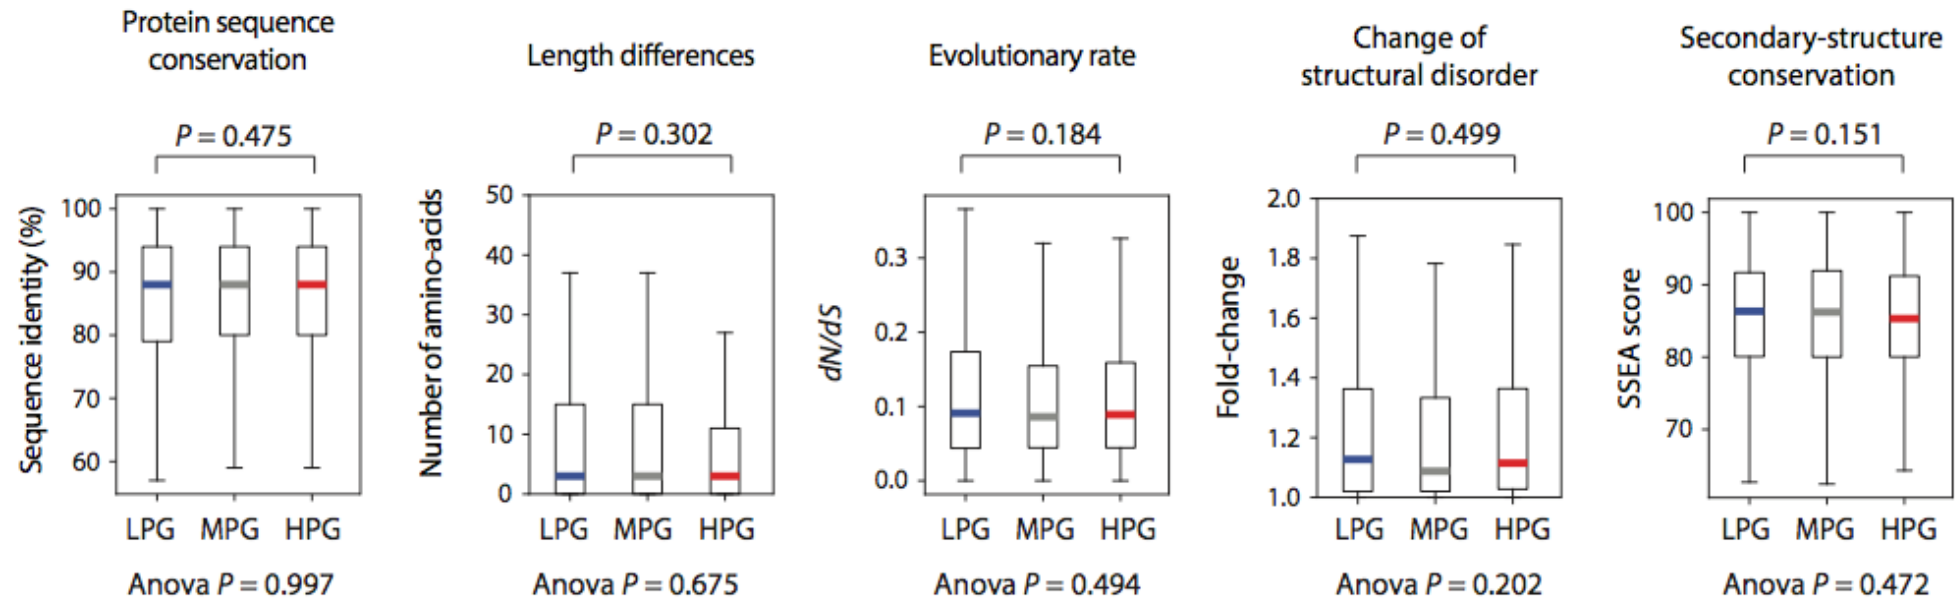 Protein sequence
conservation
P = 0.475
Sequence identity (%)
100
90
80
70
60
LPG MPG HPG
Anova P = 0.997
Length differences
P = 0.302
Number of amino-acids
50
40
30
20
10
0
LPG MPG HPG
Anova P = 0.675
Evolutionary rate
P = 0.184
dN/dS
0.3
0.2
0.1
0.0
LPG MPG HPG
Anova P = 0.494
Change of
structural disorder
P = 0.499
Fold-change
2.0
1.8
1.6
1.4
1.2
1.0
LPG MPG HPG
Anova P = 0.202
Secondary-structure
conservation
P = 0.151
SSEA score
100
90
80
70
LPG MPG HPG
Anova P = 0.472